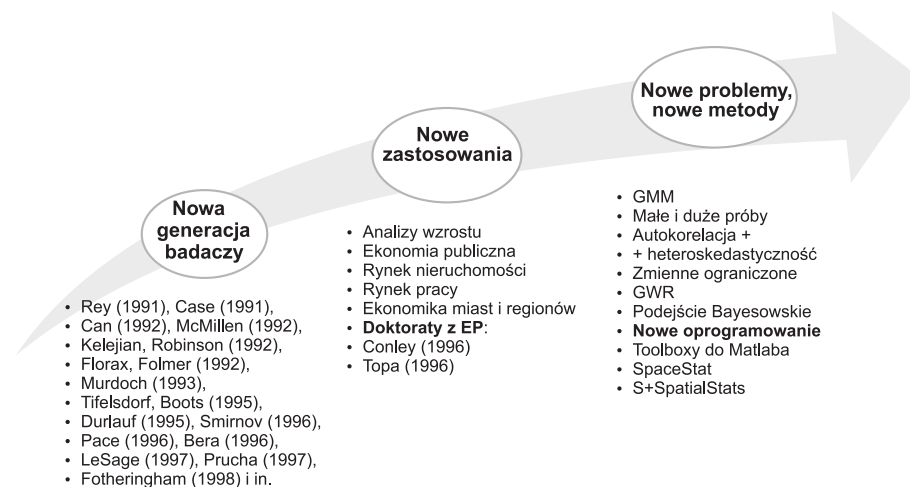 Nowa
generacja
badaczy
• Rey (1991), Case (1991),
• Can (1992), McMillen (1992),
• Kelejian, Robinson (1992),
• Florax, Folmer (1992),
• Murdoch (1993),
• Tifelsdorf, Boots (1995),
• Durlauf (1995), Smirnov (1996),
• Pace (1996), Bera (1996),
• LeSage (1997), Prucha (1997),
• Fotheringham (1998) i in.
Nowe
zastosowania
• Analizy wzrostu
• Ekonomia publiczna
• Rynek nieruchomości
• Rynek pracy
• Ekonomika miast i regionów
• Doktoraty z EP:
• Conley (1996)
• Topa (1996)
Nowe problemy,
nowe metody
• GMM
• Małe i duże próby
• Autokorelacja +
• + heteroskedastyczność
• Zmienne ograniczone
• GWR
• Podejście Bayesowskie
• Nowe oprogramowanie
• Toolboxy do Matlaba
• SpaceStat
• S+SpatialStats